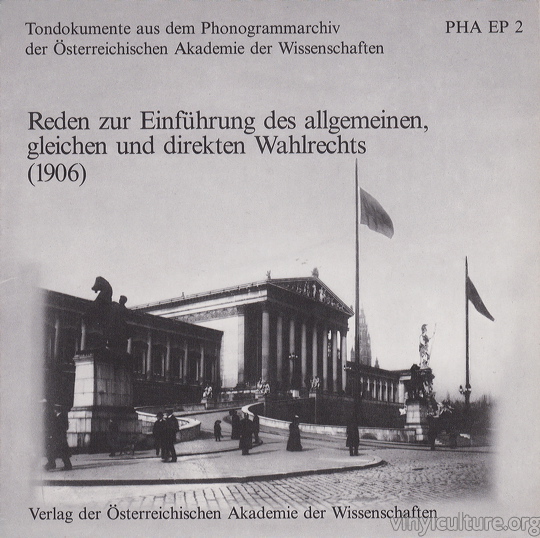 Tondokumente aus dem Phonogrammarchiv
der Österreichischen Akademie der Wissenschaften
PHA EP 2
Reden zur Einführung des allgemeinen,
gleichen und direkten Wahlrechts
(1906)
Verlag der Österreichischen Akademie der Wissenschaften
vinylculture.org